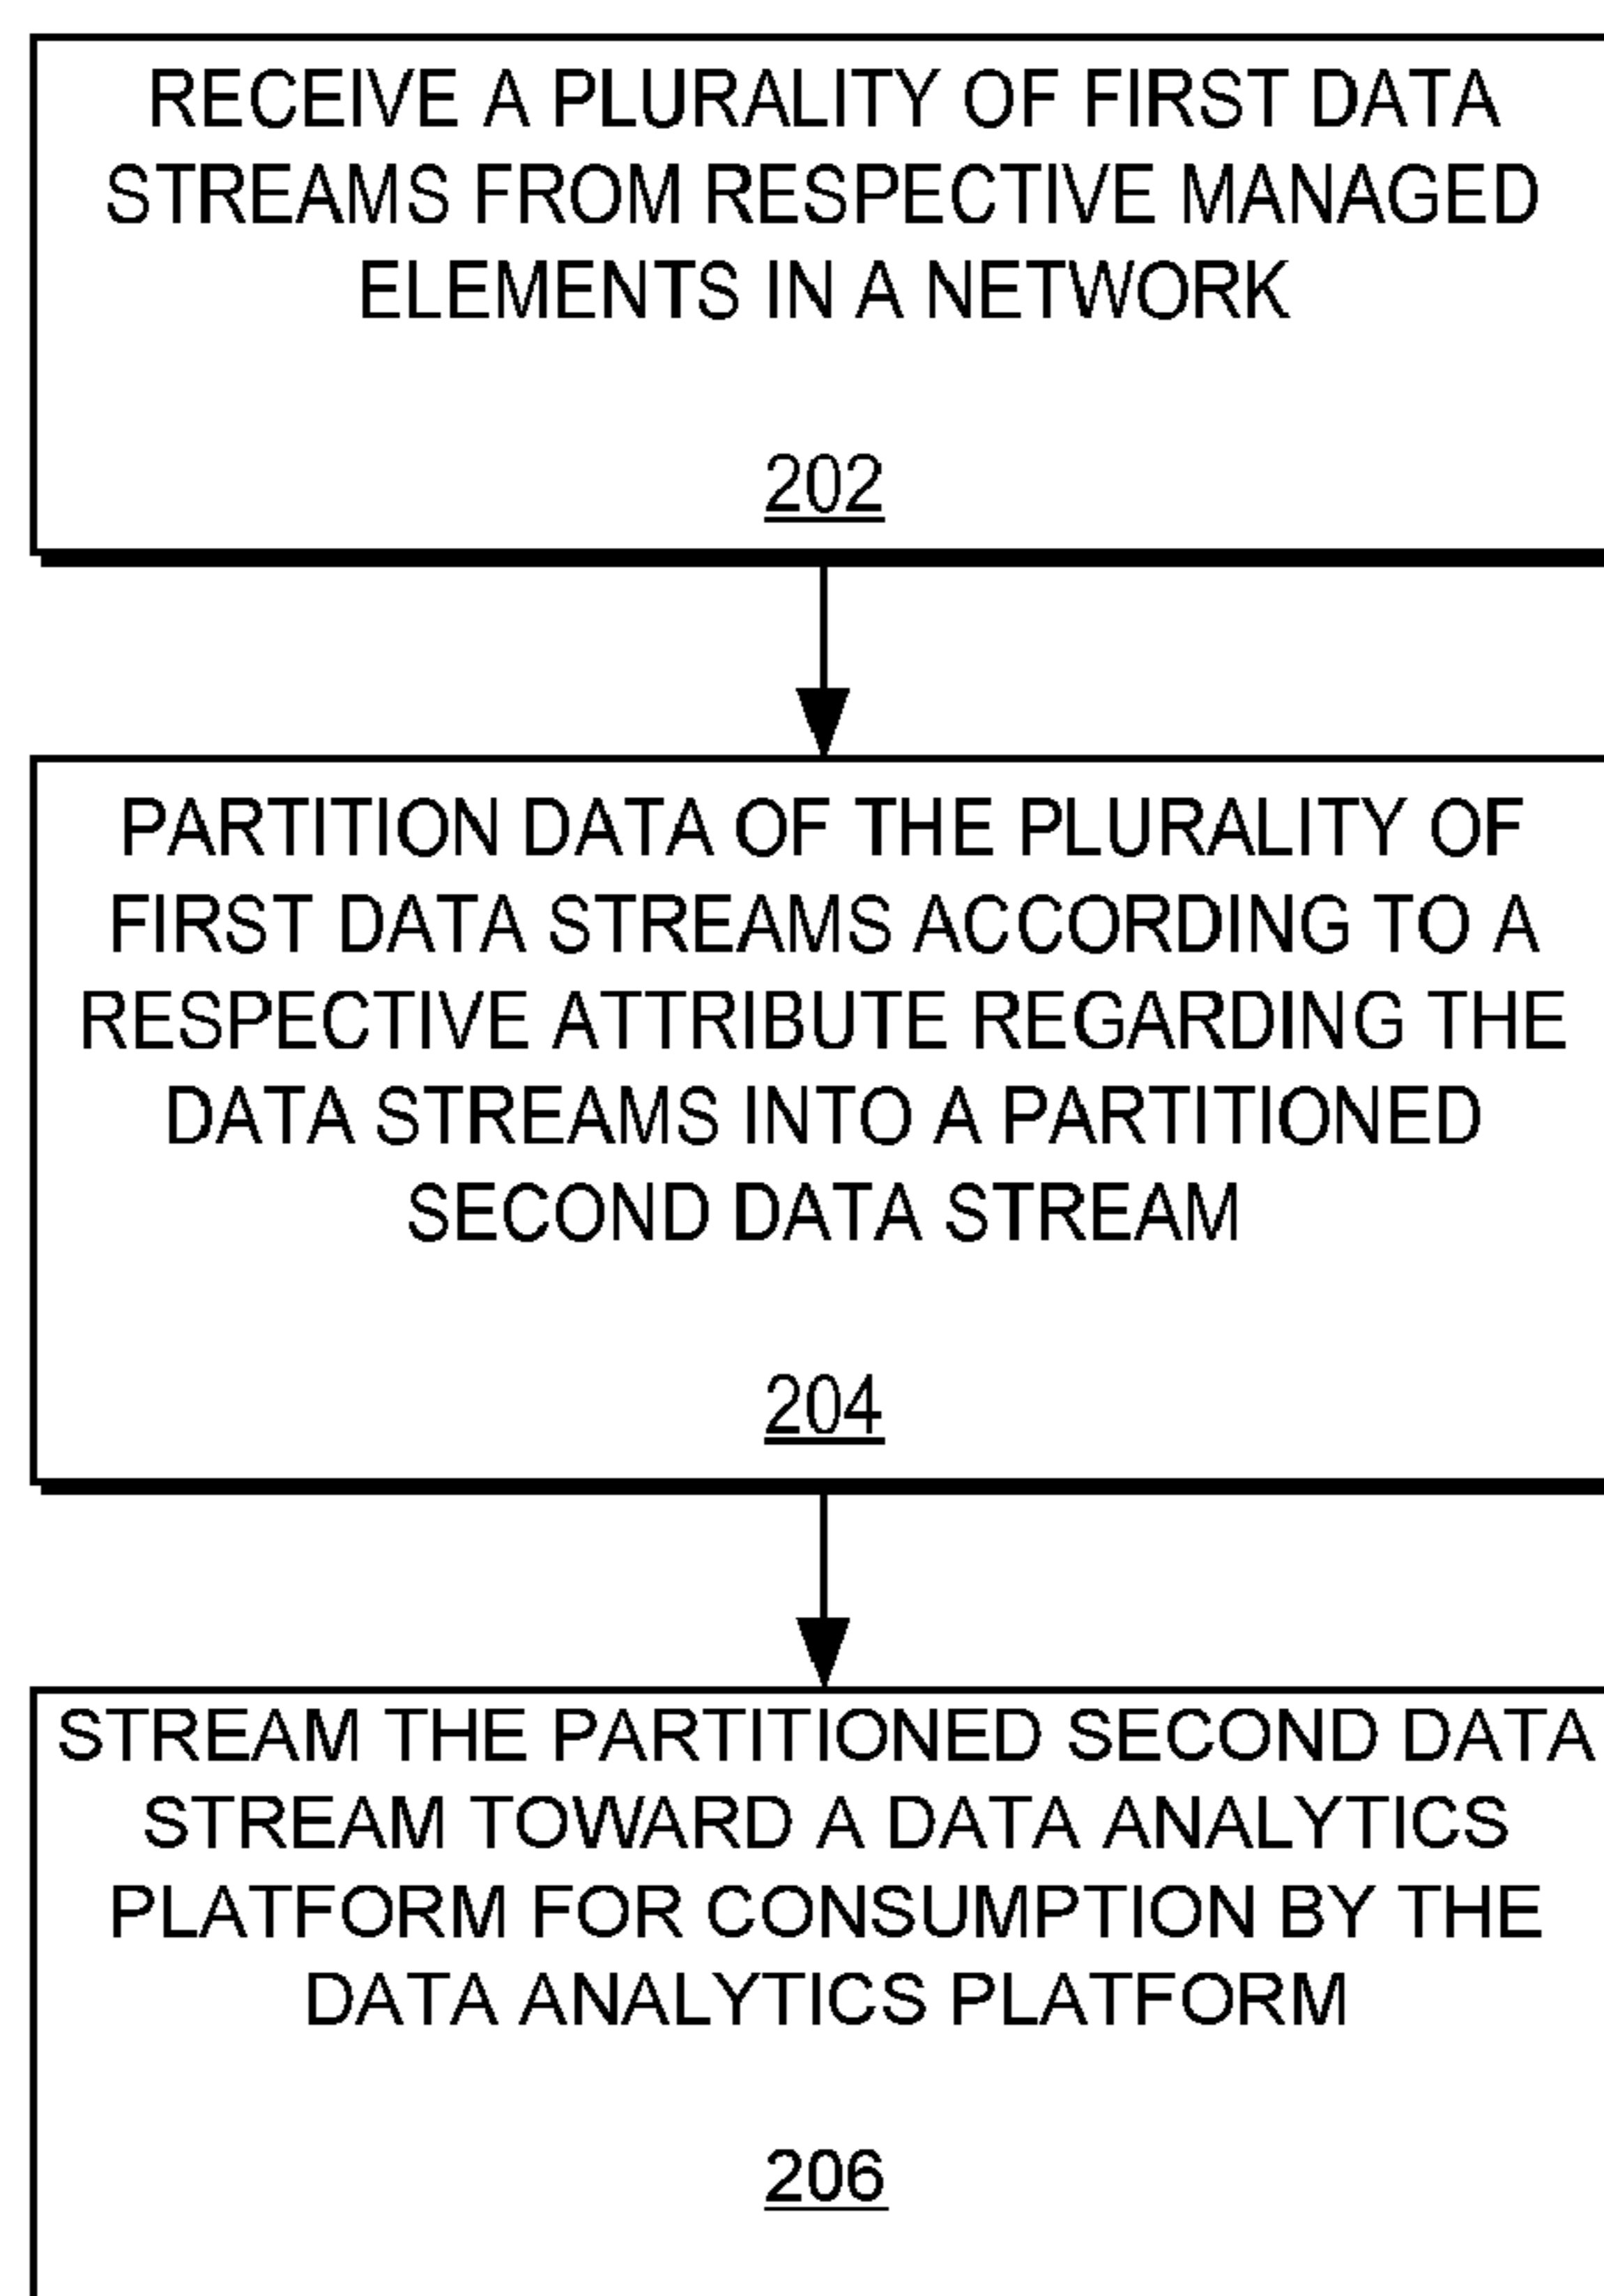 RECEIVE A PLURALITY OF FIRST DATA
STREAMS FROM RESPECTIVE MANAGED
ELEMENTS IN A NETWORK
202
PARTITION DATA OF THE PLURALITY OF
FIRST DATA STREAMS ACCORDING TO A
RESPECTIVE ATTRIBUTE REGARDING THE
DATA STREAMS INTO A PARTITIONED
SECOND DATA STREAM
204
STREAM THE PARTITIONED SECOND DATA
STREAM TOWARD A DATA ANALYTICS
PLATFORM FOR CONSUMPTION BY THE
DATA ANALYTICS PLATFORM
206